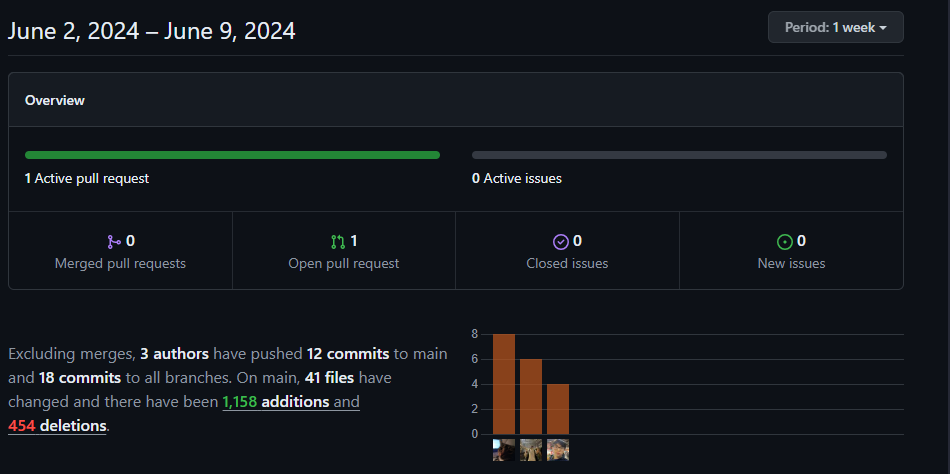 June 2, 2024 – June 9, 2024
Period: 1 week
Overview
1 Active pull request
0 Active issues
0
Merged pull requests
1
Open pull request
0
Closed issues
0
New issues
Excluding merges, 3 authors have pushed 12 commits to main
and 18 commits to all branches. On main, 41 files have
changed and there have been 1,158 additions and
454 deletions.
8
6
4
2
0